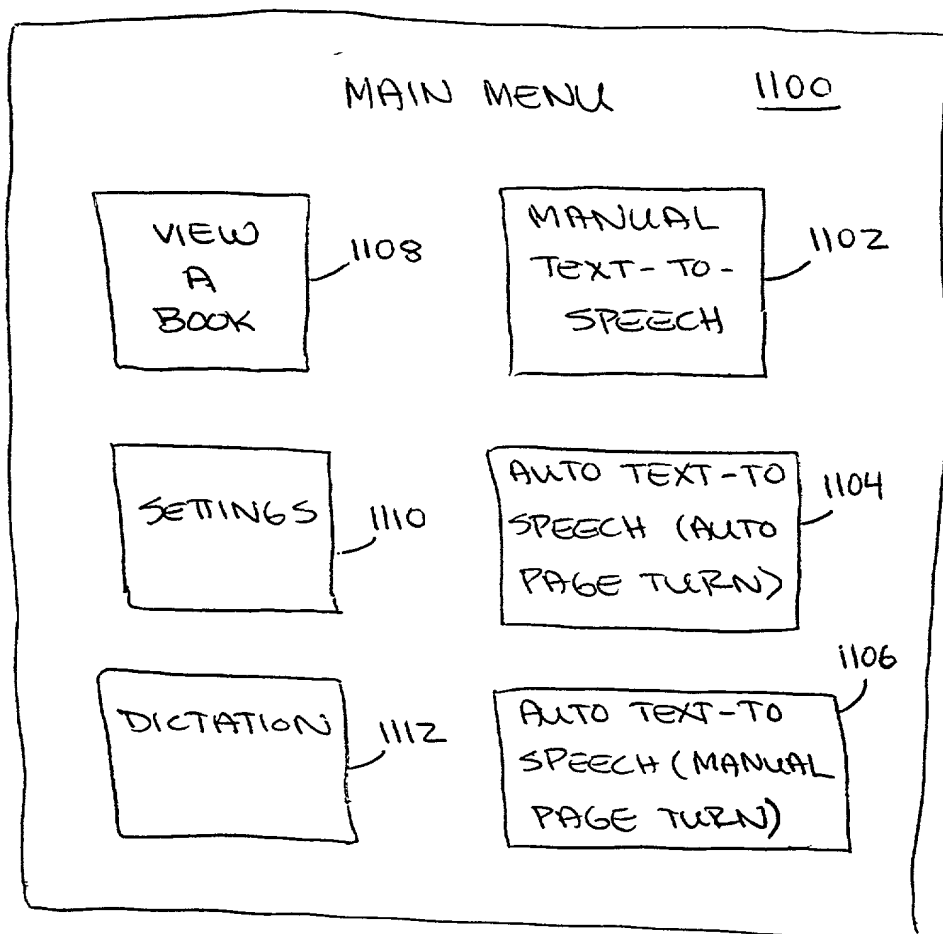 MAIN MENU 1100
VIEW
A
BOOK
1108
MANUAL
TEXT-TO-
SPEECH
1102
SETTINGS
1110
AUTO TEXT-TO
SPEECH (AUTO
PAGE TURN)
1104
DICTATION
1112
AUTO TEXT-TO
SPEECH (MANUAL
PAGE TURN)
1106